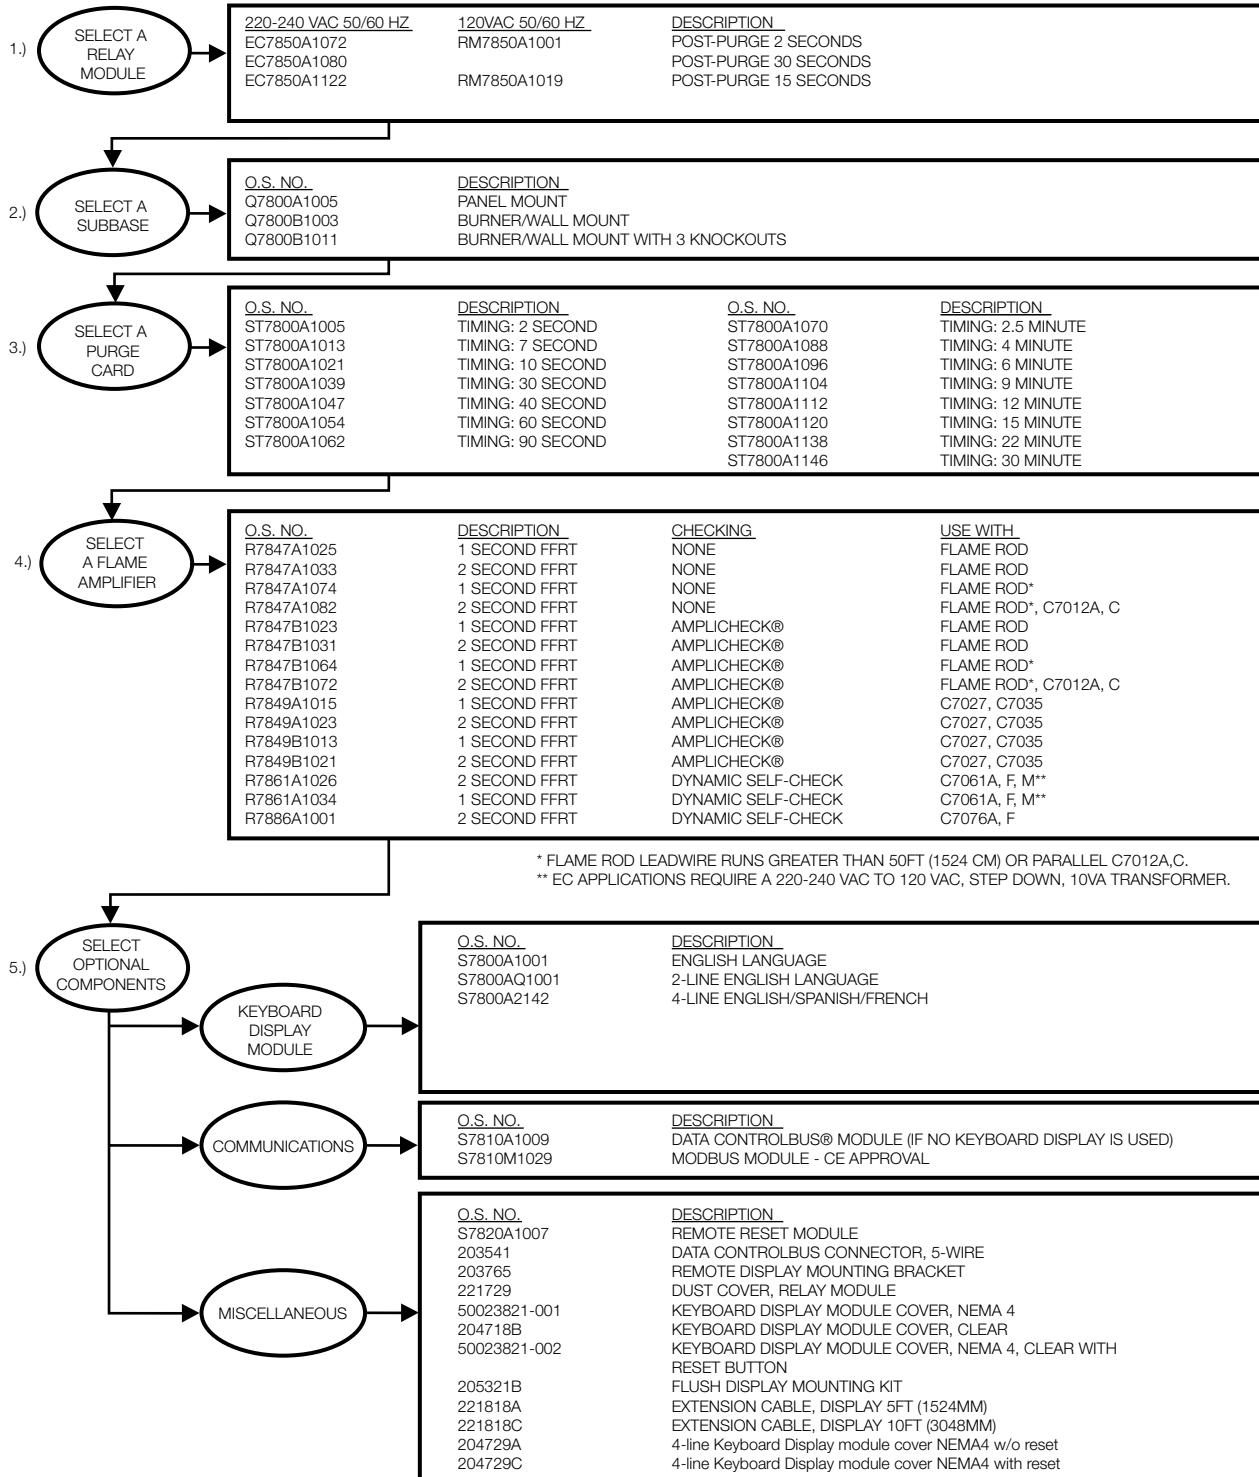 1.)
SELECT A
RELAY
MODULE
220-240 VAC 50/60 HZ 120VAC 50/60 HZ DESCRIPTION
EC7850A1072 RM7850A1001 POST-PURGE 2 SECONDS
EC7850A1080 POST-PURGE 30 SECONDS
EC7850A1122 RM7850A1019 POST-PURGE 15 SECONDS
2.)
SELECT A
SUBBASE
O.S. NO. DESCRIPTION
Q7800A1005 PANEL MOUNT
Q7800B1003 BURNER/WALL MOUNT
Q7800B1011 BURNER/WALL MOUNT WITH 3 KNOCKOUTS
3.)
SELECT A
PURGE
CARD
O.S. NO. DESCRIPTION O.S. NO. DESCRIPTION
ST7800A1005 TIMING: 2 SECOND ST7800A1070 TIMING: 2.5 MINUTE
ST7800A1013 TIMING: 7 SECOND ST7800A1088 TIMING: 4 MINUTE
ST7800A1021 TIMING: 10 SECOND ST7800A1096 TIMING: 6 MINUTE
ST7800A1039 TIMING: 30 SECOND ST7800A1104 TIMING: 9 MINUTE
ST7800A1047 TIMING: 40 SECOND ST7800A1112 TIMING: 12 MINUTE
ST7800A1054 TIMING: 60 SECOND ST7800A1120 TIMING: 15 MINUTE
ST7800A1062 TIMING: 90 SECOND ST7800A1138 TIMING: 22 MINUTE
ST7800A1146 TIMING: 30 MINUTE
4.)
SELECT
A FLAME
AMPLIFIER
O.S. NO. DESCRIPTION CHECKING USE WITH
R7847A1025 1 SECOND FFRT NONE FLAME ROD
R7847A1033 2 SECOND FFRT NONE FLAME ROD
R7847A1074 1 SECOND FFRT NONE FLAME ROD*
R7847A1082 2 SECOND FFRT NONE FLAME ROD*, C7012A, C
R7847B1023 1 SECOND FFRT AMPLICHECK® FLAME ROD
R7847B1031 2 SECOND FFRT AMPLICHECK® FLAME ROD
R7847B1064 1 SECOND FFRT AMPLICHECK® FLAME ROD*
R7847B1072 2 SECOND FFRT AMPLICHECK® FLAME ROD*, C7012A, C
R7849A1015 1 SECOND FFRT AMPLICHECK® C7027, C7035
R7849A1023 2 SECOND FFRT AMPLICHECK® C7027, C7035
R7849B1013 1 SECOND FFRT AMPLICHECK® C7027, C7035
R7849B1021 2 SECOND FFRT AMPLICHECK® C7027, C7035
R7861A1026 2 SECOND FFRT DYNAMIC SELF-CHECK C7061A, F, M**
R7861A1034 1 SECOND FFRT DYNAMIC SELF-CHECK C7061A, F, M**
R7886A1001 2 SECOND FFRT DYNAMIC SELF-CHECK C7076A, F
* FLAME ROD LEADWIRE RUNS GREATER THAN 50FT (1524 CM) OR PARALLEL C7012A,C.
** EC APPLICATIONS REQUIRE A 220-240 VAC TO 120 VAC, STEP DOWN, 10VA TRANSFORMER.
5.)
SELECT
OPTIONAL
COMPONENTS
KEYBOARD
DISPLAY
MODULE
O.S. NO. DESCRIPTION
S7800A1001 ENGLISH LANGUAGE
S7800AQ1001 2-LINE ENGLISH LANGUAGE
S7800A2142 4-LINE ENGLISH/SPANISH/FRENCH
COMMUNICATIONS
O.S. NO. DESCRIPTION
S7810A1009 DATA CONTROLBUS® MODULE (IF NO KEYBOARD DISPLAY IS USED)
S7810M1029 MODBUS MODULE - CE APPROVAL
MISCELLANEOUS
O.S. NO. DESCRIPTION
S7820A1007 REMOTE RESET MODULE
203541 DATA CONTROLBUS CONNECTOR, 5-WIRE
203765 REMOTE DISPLAY MOUNTING BRACKET
221729 DUST COVER, RELAY MODULE
50023821-001 KEYBOARD DISPLAY MODULE COVER, NEMA 4
204718B KEYBOARD DISPLAY MODULE COVER, CLEAR
50023821-002 KEYBOARD DISPLAY MODULE COVER, NEMA 4, CLEAR WITH
RESET BUTTON
205321B FLUSH DISPLAY MOUNTING KIT
221818A EXTENSION CABLE, DISPLAY 5FT (1524MM)
221818C EXTENSION CABLE, DISPLAY 10FT (3048MM)
204729A 4-line Keyboard Display module cover NEMA4 w/o reset
204729C 4-line Keyboard Display module cover NEMA4 with reset